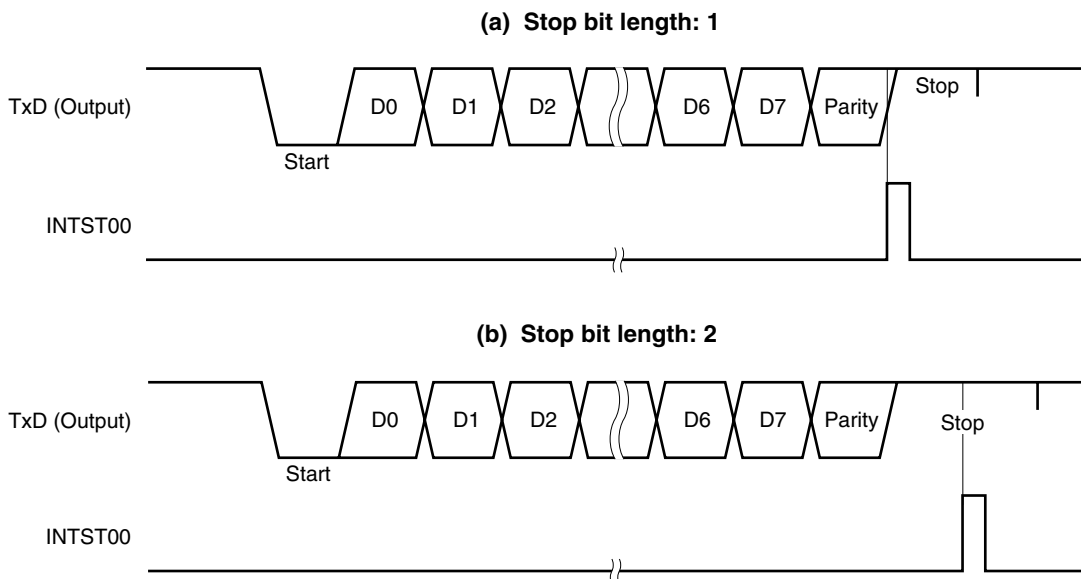 (a) Stop bit length: 1
TxD (Output)
D0 D1 D2 D6 D7 Parity Stop
Start
INTST00
(b) Stop bit length: 2
TxD (Output)
D0 D1 D2 D6 D7 Parity Stop
Start
INTST00